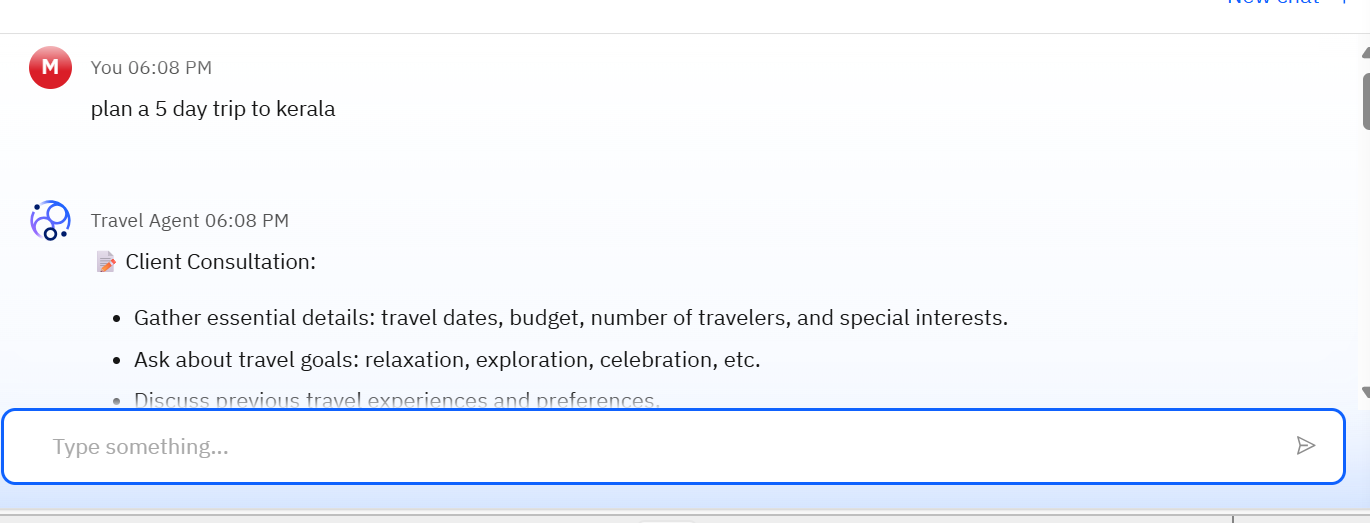 New chat +
M
You 06:08 PM
plan a 5 day trip to kerala
Travel Agent 06:08 PM
Client Consultation:
Gather essential details: travel dates, budget, number of travelers, and special interests.
Ask about travel goals: relaxation, exploration, celebration, etc.
Discuss previous travel experiences and preferences.
Type something...